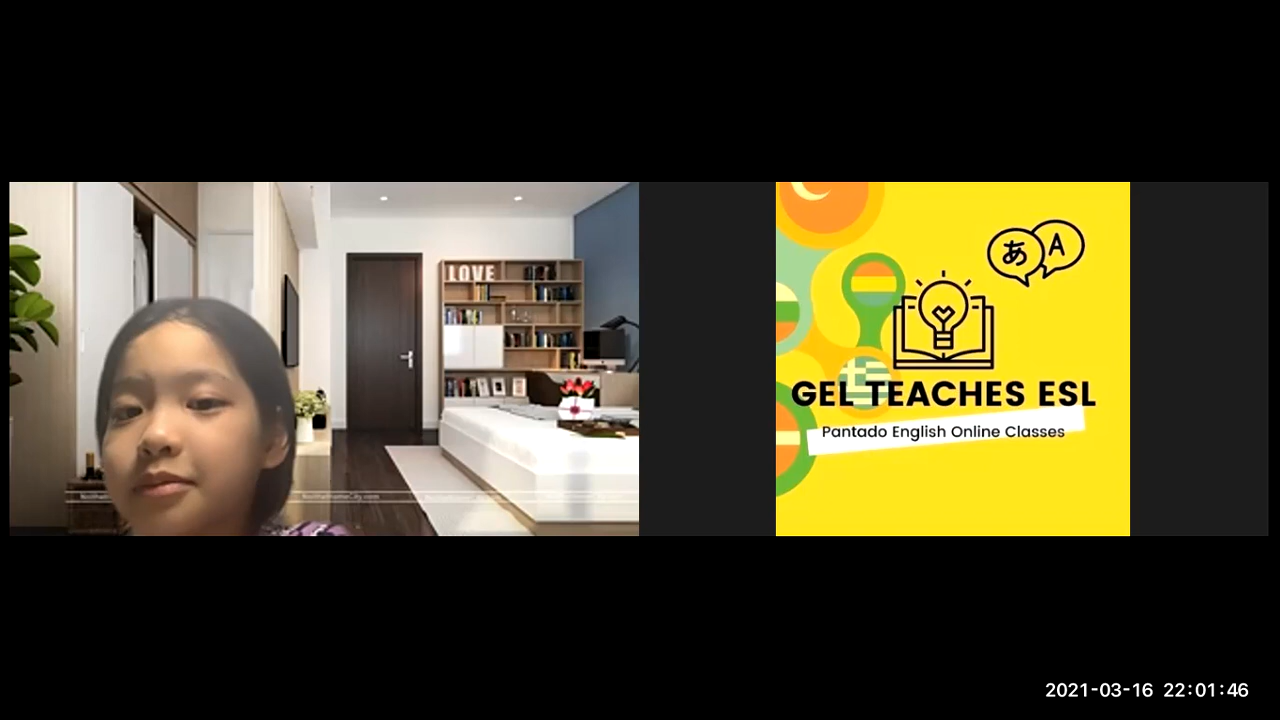 LOVE
あ A
GEL TEACHES ESL
Pantado English Online Classes
2021-03-16 22:01:46